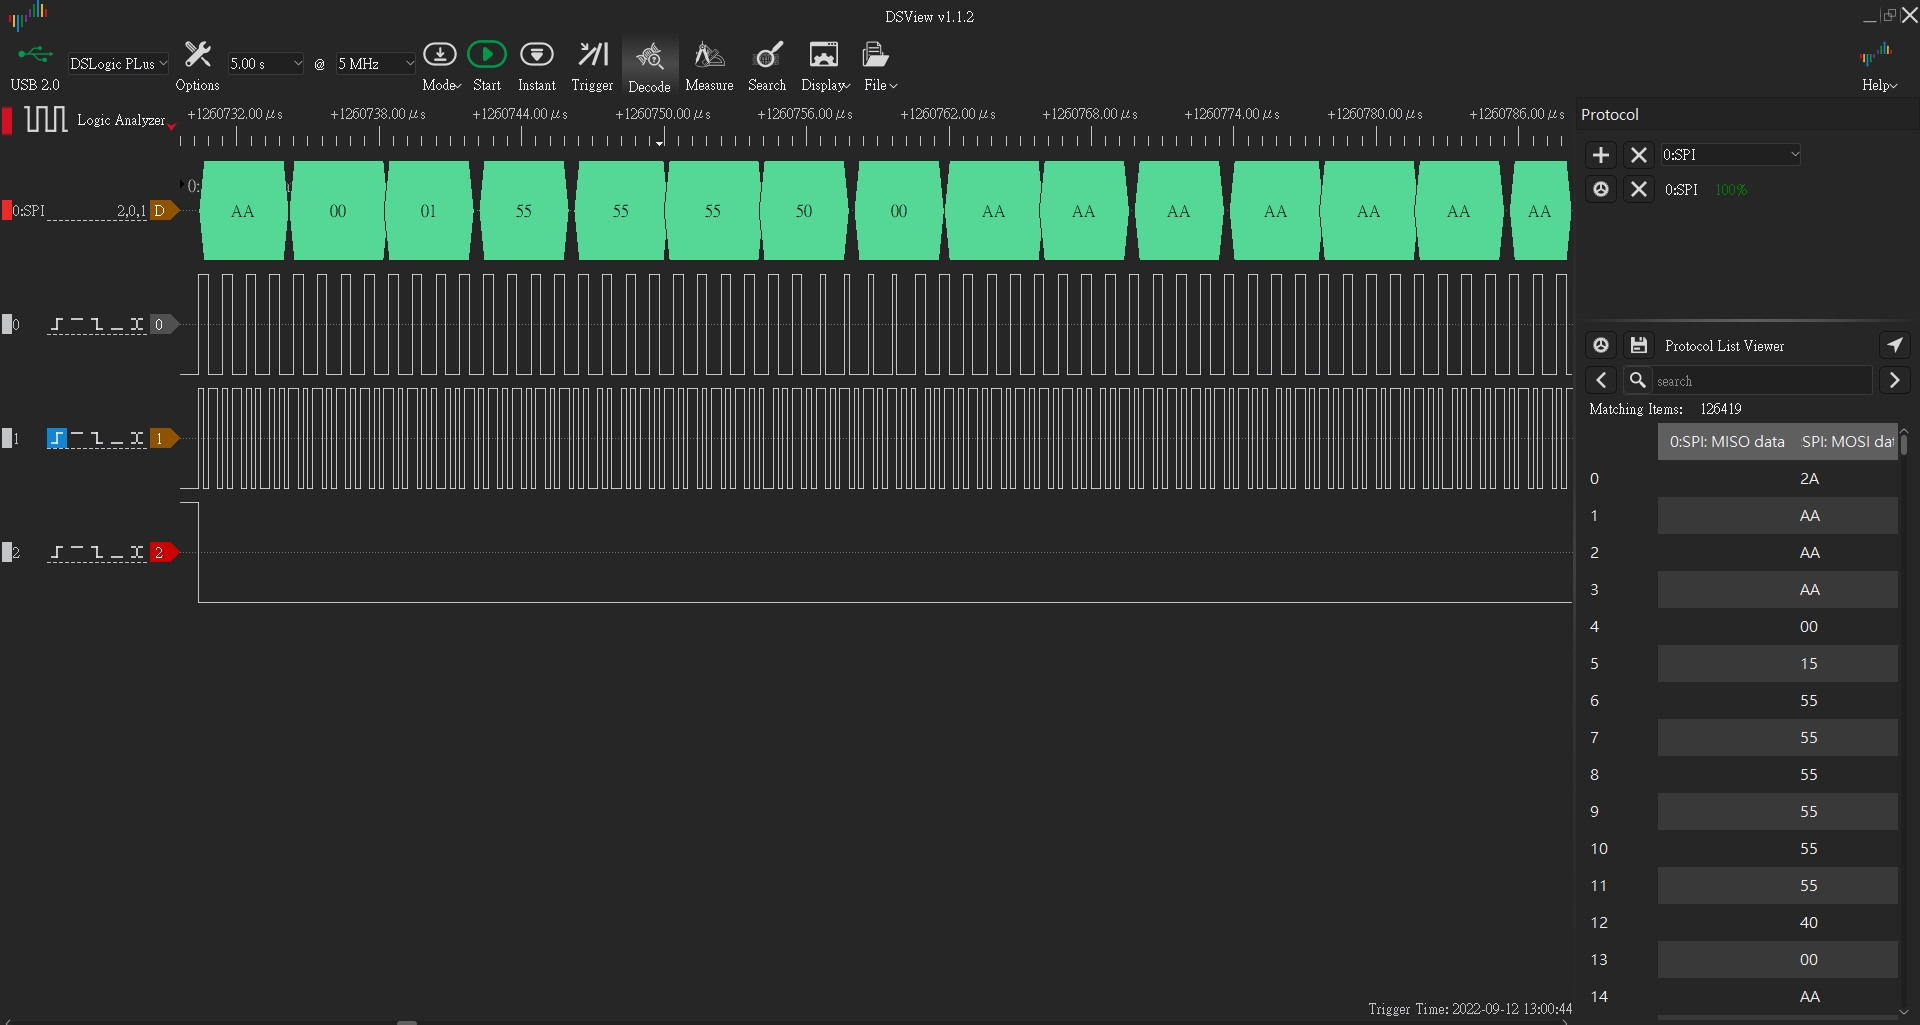 DSView v1.1.2
USB 2.0
DSLogic PLus
Options
5.00 s
@
5 MHz
Mode
Start
Instant
Trigger
Decode
Measure
Search
Display
File
Help
Logic Analyzer
+1260732.00 μs
+1260738.00 μs
+1260744.00 μs
+1260750.00 μs
+1260756.00 μs
+1260762.00 μs
+1260768.00 μs
+1260774.00 μs
+1260780.00 μs
+1260786.00 μs
0:
0:SPI
2,0,1
D
AA
00
01
55
55
55
50
00
AA
AA
AA
AA
AA
AA
AA
0
0
1
1
2
2
Trigger Time: 2022-09-12 13:00:44
Protocol
0:SPI
0:SPI 100%
Protocol List Viewer
search
Matching Items: 126419
0:SPI: MISO data :SPI: MOSI dat
0 2A
1 AA
2 AA
3 AA
4 00
5 15
6 55
7 55
8 55
9 55
10 55
11 55
12 40
13 00
14 AA